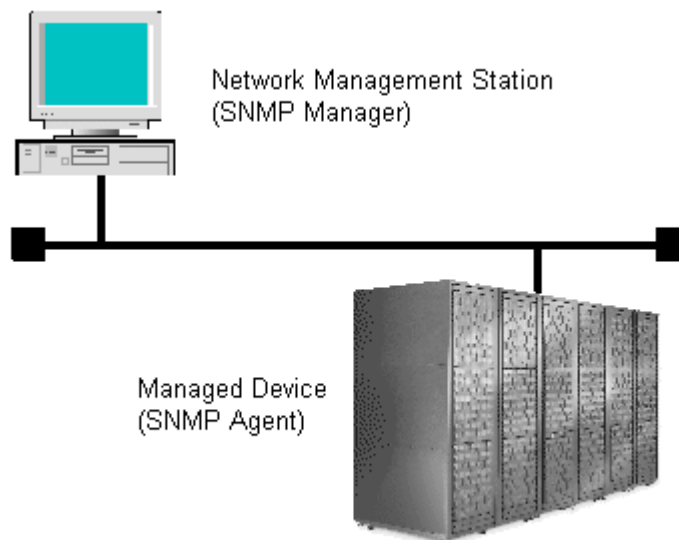 Network Management Station
(SNMP Manager)
Managed Device
(SNMP Agent)